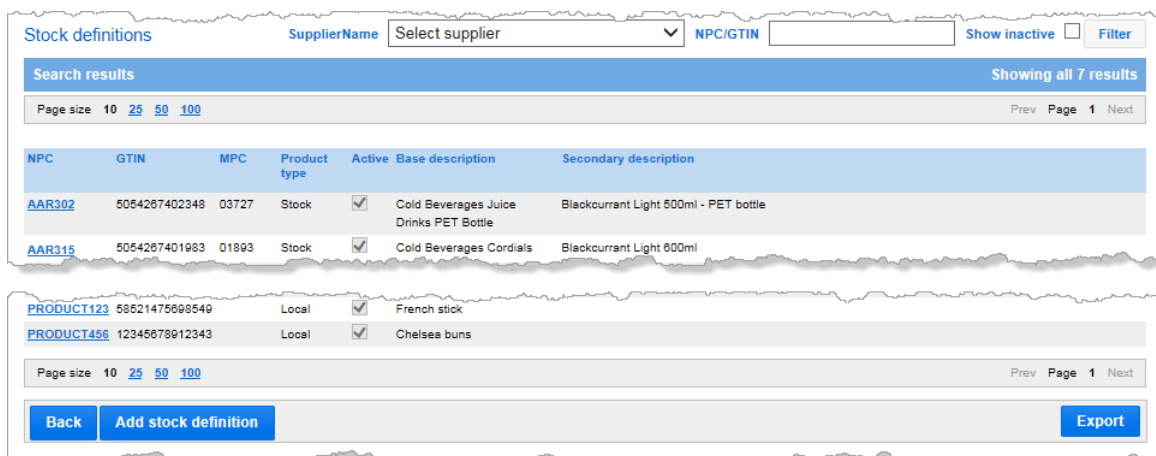 Stock definitions SupplierName Select supplier NPC/GTIN Show inactive Filter
Search results Showing all 7 results
Page size 10 25 50 100 Prev Page 1 Next
NPC GTIN MPC Product type Active Base description Secondary description
AAR302 5054267402348 03727 Stock Cold Beverages Juice Drinks PET Bottle Blackcurrant Light 500ml - PET bottle
AAR315 5054267401983 01893 Stock Cold Beverages Cordials Blackcurrant Light 600ml
PRODUCT123 58521475698549 Local French stick
PRODUCT456 12345678912343 Local Chelsea buns
Page size 10 25 50 100 Prev Page 1 Next
Back Add stock definition Export